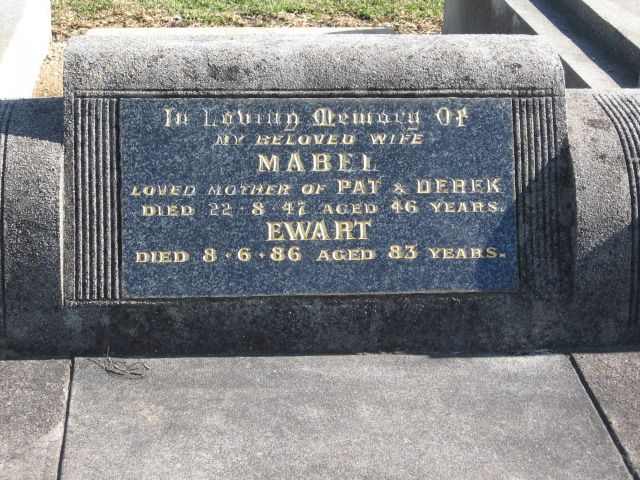 In Loving Memory Of
MY BELOVED WIFE
MABEL
LOVED MOTHER OF PAT & DEREK
DIED 22·8·47 AGED 46 YEARS.
EWART
DIED 8·6·86 AGED 83 YEARS.